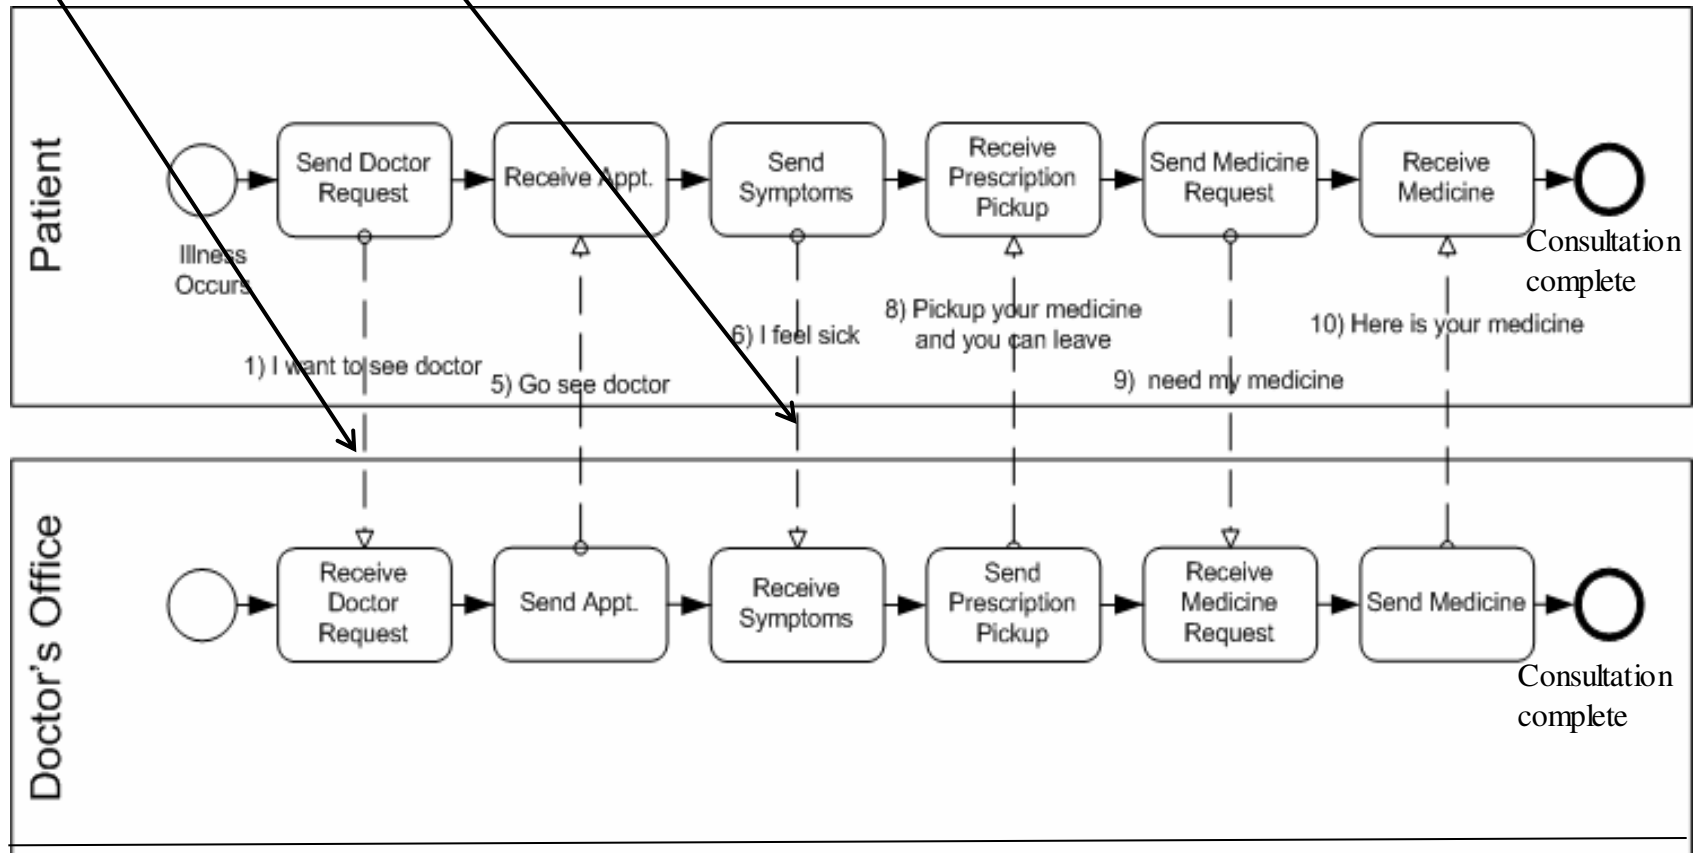 Patient
Send Doctor
Request
Receive Appt.
Send
Symptoms
Receive
Prescription
Pickup
Send Medicine
Request
Receive
Medicine
Illness
Occurs
Consultation
complete
1) I want to see doctor
5) Go see doctor
6) I feel sick
8) Pickup your medicine
and you can leave
9) need my medicine
10) Here is your medicine
Doctor's Office
Receive
Doctor
Request
Send Appt.
Receive
Symptoms
Send
Prescription
Pickup
Receive
Medicine
Request
Send Medicine
Consultation
complete